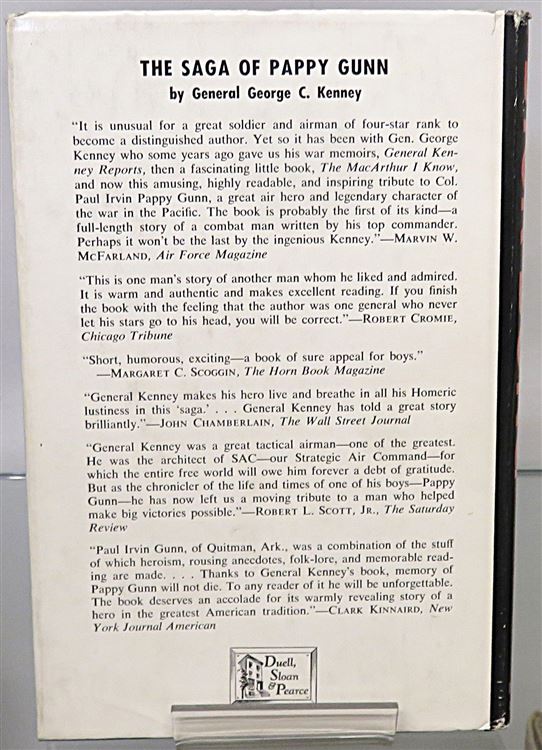 THE SAGA OF PAPPY GUNN
by General George C. Kenney
“It is unusual for a great soldier and airman of four-star rank to
become a distinguished author. Yet so it has been with Gen. George
Kenney who some years ago gave us his war memoirs, General Ken-
ney Reports, then a fascinating little book, The MacArthur I Know,
and now this amusing, highly readable, and inspiring tribute to Col.
Paul Irvin Pappy Gunn, a great air hero and legendary character of
the war in the Pacific. The book is probably the first of its kind—a
full-length story of a combat man written by his top commander.
Perhaps it won't be the last by the ingenious Kenney.”—MARVIN W.
MCFARLAND, Air Force Magazine
“This is one man's story of another man whom he liked and admired.
It is warm and authentic and makes excellent reading. If you finish
the book with the feeling that the author was one general who never
let his stars go to his head, you will be correct.”—ROBERT CROMIE,
Chicago Tribune
“Short, humorous, exciting—a book of sure appeal for boys.”
—MARGARET C. SCOGGIN, The Horn Book Magazine
“General Kenney makes his hero live and breathe in all his Homeric
lustiness in this ‘saga.’ . . . General Kenney has told a great story
brilliantly.”—JOHN CHAMBERLAIN, The Wall Street Journal
“General Kenney was a great tactical airman—one of the greatest.
He was the architect of SAC—our Strategic Air Command—for
which the entire free world will owe him forever a debt of gratitude.
But as the chronicler of the life and times of one of his boys—Pappy
Gunn—he has now left us a moving tribute to a man who helped
make big victories possible.”—ROBERT L. SCOTT, JR., The Saturday
Review
“Paul Irvin Gunn, of Quitman, Ark., was a combination of the stuff
of which heroism, rousing anecdotes, folk-lore, and memorable read-
ing are made. . . . Thanks to General Kenney's book, memory of
Pappy Gunn will not die. To any reader of it he will be unforgettable.
The book deserves an accolade for its warmly revealing story of a
hero in the greatest American tradition.”—CLARK KINNAIRD, New
York Journal American
Duell,
Sloan
& Pearce